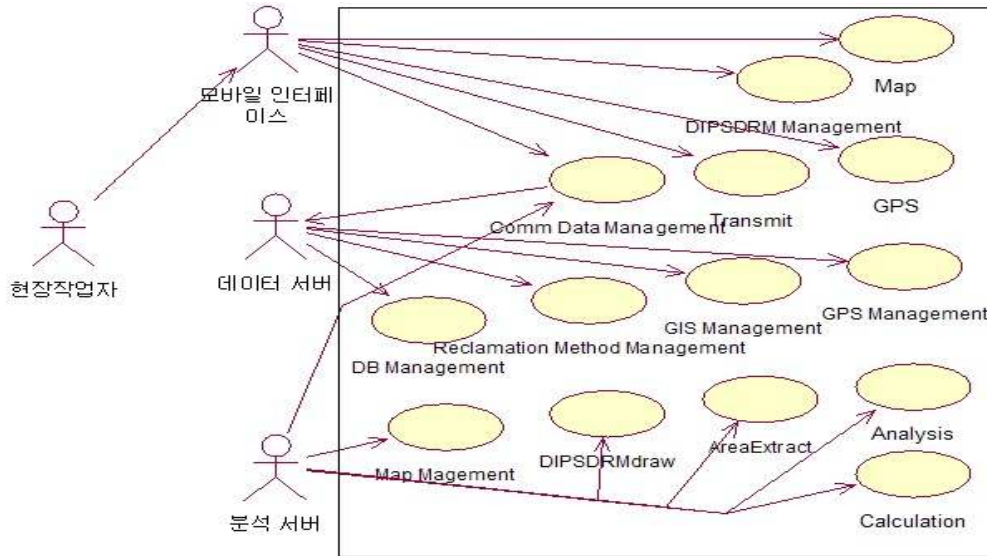 모바일 인터페
이스
Map
DIPSDRM Management
GPS
Transmit
Comm Data Management
현장작업자
데이터 서버
GPS Management
GIS Management
Reclamation Method Management
DB Management
Analysis
AreaExtract
DIPSDRMdraw
Map Magement
Calculation
분석 서버